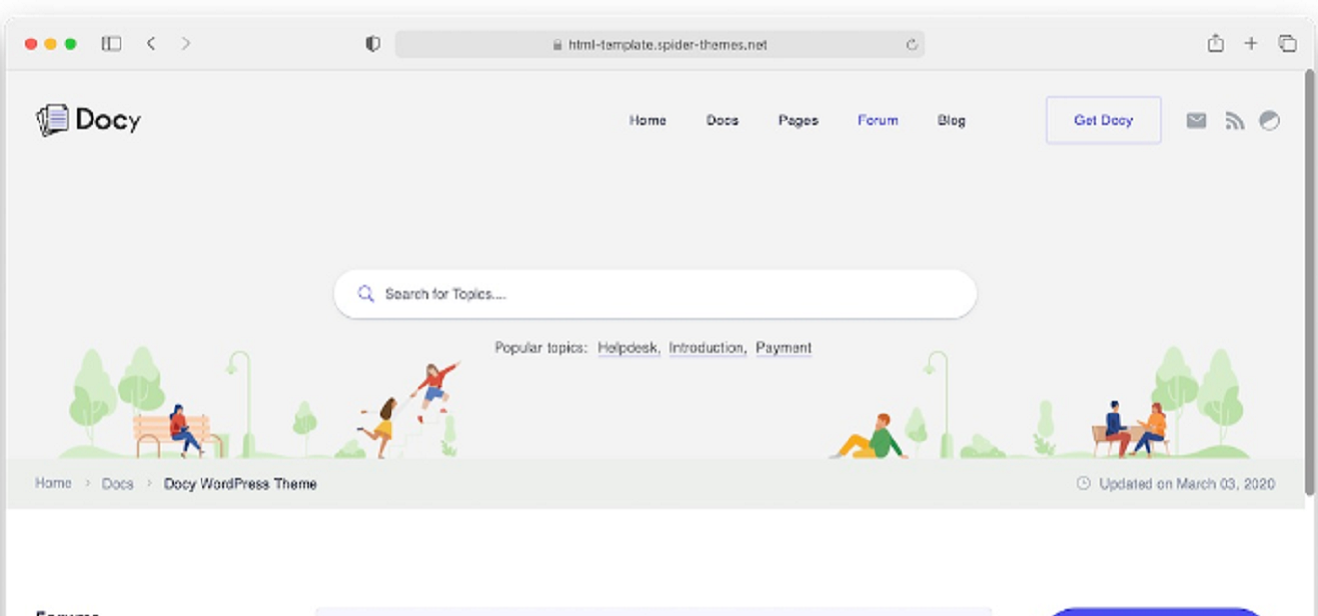 html-template.spider-themes.net
Docy
Home Docs Pages Forum Blog Get Docy
Search for Topics....
Popular topics: Helpdesk, Introduction, Payment
Home > Docs > Docy WordPress Theme Updated on March 03, 2020